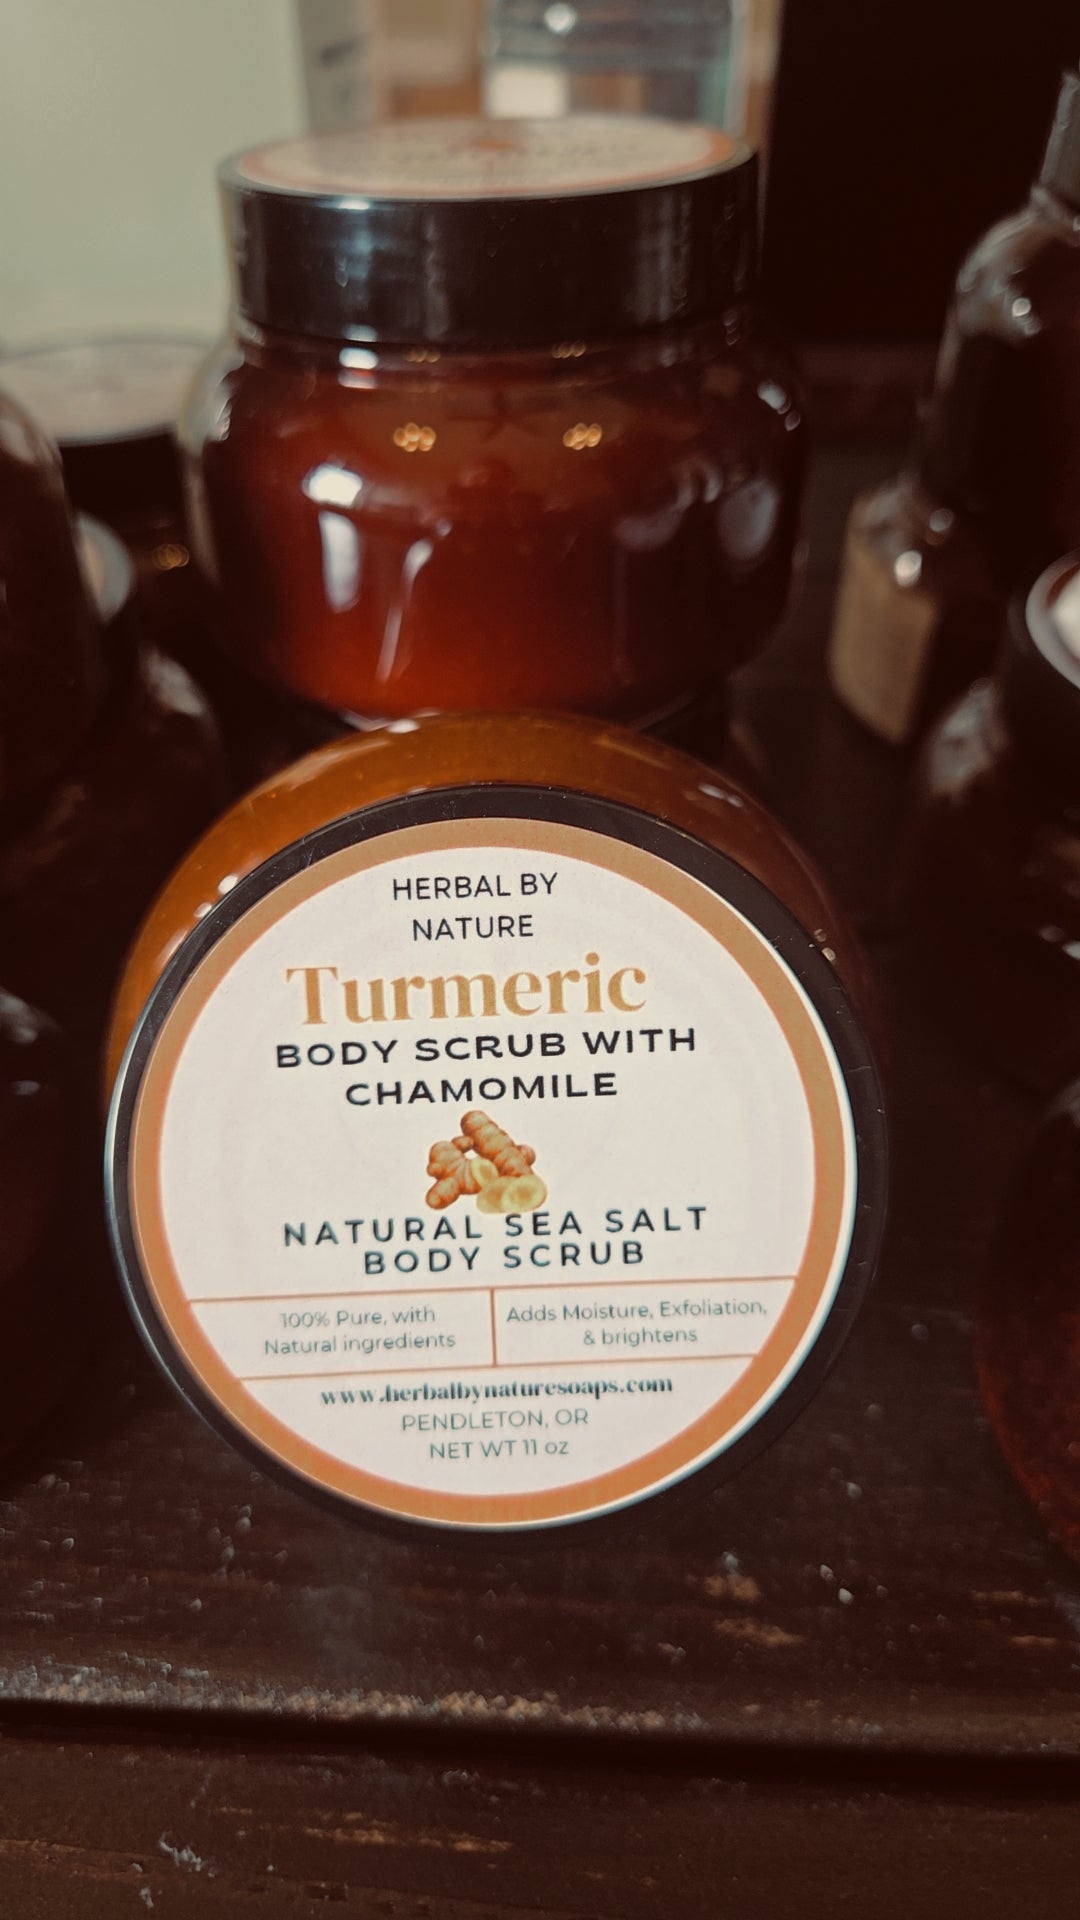 HERBAL BY
NATURE
Turmeric
BODY SCRUB WITH
CHAMOMILE
NATURAL SEA SALT
BODY SCRUB
100% Pure, with
Natural ingredients
Adds Moisture, Exfoliation,
& brightens
www.herbalbynaturesoaps.com
PENDLETON, OR
NET WT 11 oz